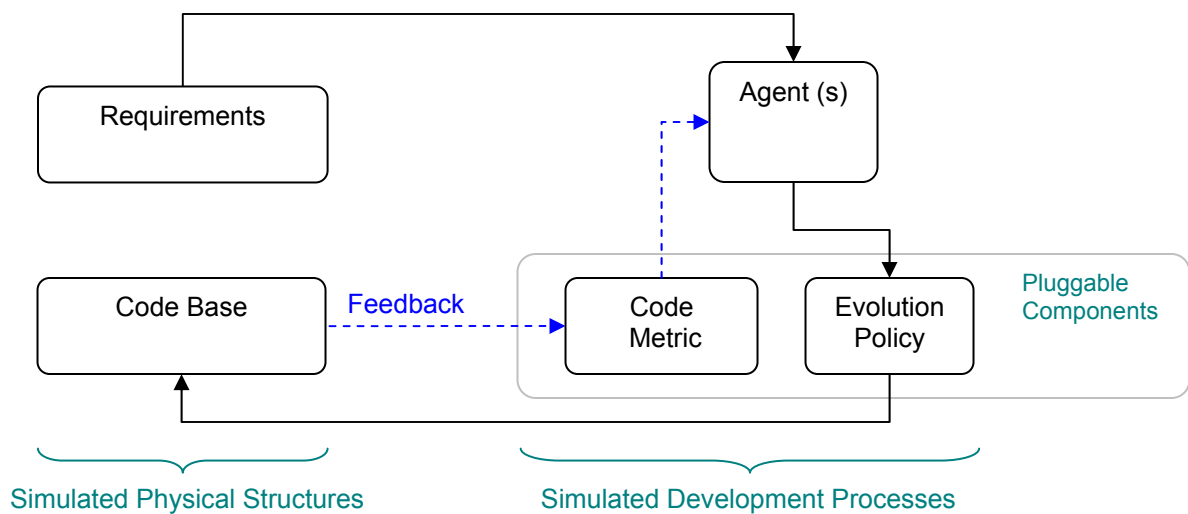 Requirements
Agent (s)
Code Base
Feedback
Code
Metric
Evolution
Policy
Pluggable
Components
Simulated Physical Structures
Simulated Development Processes